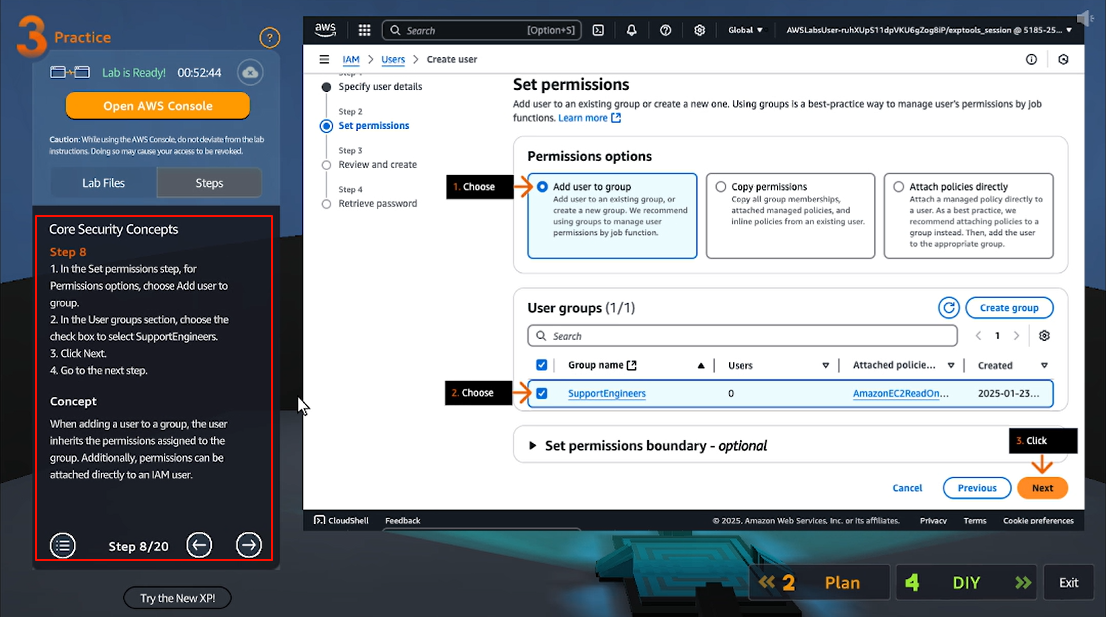 3 Practice
?
Lab is Ready! 00:52:44
Open AWS Console
Caution: While using the AWS Console, do not deviate from the lab
instructions. Doing so may cause your access to be revoked.
Lab Files
Steps
Core Security Concepts
Step 8
1. In the Set permissions step, for
Permissions options, choose Add user to
group.
2. In the User groups section, choose the
check box to select SupportEngineers.
3. Click Next.
4. Go to the next step.
Concept
When adding a user to a group, the user
inherits the permissions assigned to the
group. Additionally, permissions can be
attached directly to an IAM user.
Step 8/20
Try the New XP!
aws
Search [Option+S]
Global
AWSLabsUser-ruhXUpS11dpVKU6gZog8iP/exptools_session @ 5185-25...
IAM > Users > Create user
Specify user details
Step 2
Set permissions
Step 3
Review and create
Step 4
Retrieve password
Set permissions
Add user to an existing group or create a new one. Using groups is a best-practice way to manage user's permissions by job
functions. Learn more
Permissions options
1. Choose
Add user to group
Add user to an existing group, or
create a new group. We recommend
using groups to manage user
permissions by job function.
Copy permissions
Copy all group memberships,
attached managed policies, and
inline policies from an existing user.
Attach policies directly
Attach a managed policy directly to
a user. As a best practice, we
recommend attaching policies to a
group instead. Then, add the user
to the appropriate group.
User groups (1/1)
Create group
Search
1
Group name
Users
Attached policie...
Created
2. Choose
SupportEngineers
0
AmazonEC2ReadOn...
2025-01-23...
Set permissions boundary - optional
3. Click
Cancel
Previous
Next
CloudShell
Feedback
© 2025, Amazon Web Services, Inc. or its affiliates.
Privacy
Terms
Cookie preferences
2 Plan
4 DIY
Exit